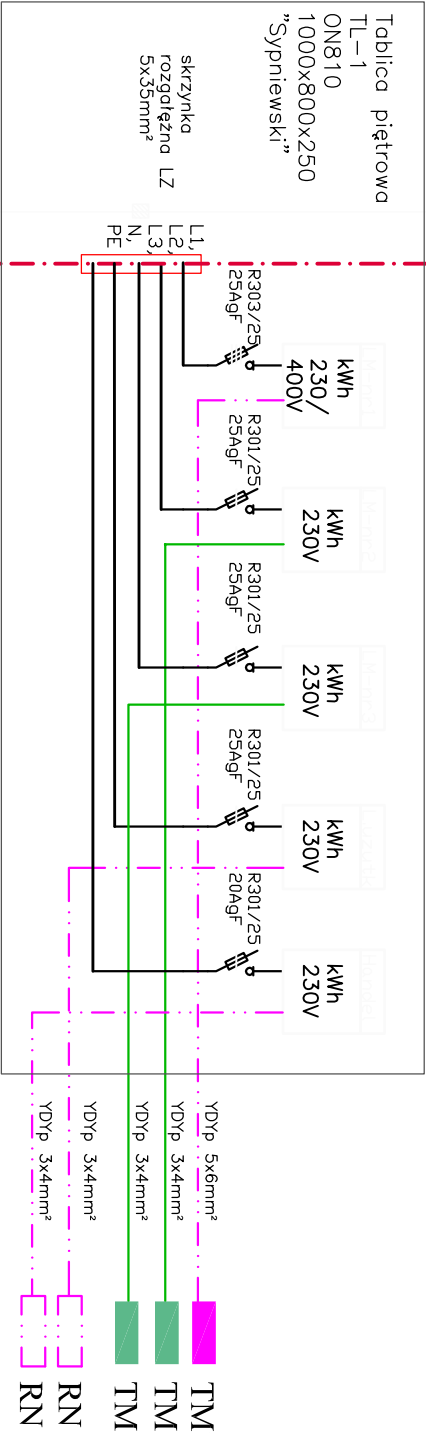 Tablica piętrowa
TL-1
ON810
1000x800x250
"Sypniewski"
skrzynka
rozgałęźna LZ
5x35mm²
L1,
L2,
L3,
N,
PE
R303/25
25AgF
R301/25
25AgF
R301/25
25AgF
R301/25
25AgF
R301/25
20AgF
kWh
230/
400V
kWh
230V
kWh
230V
kWh
230V
kWh
230V
YDYp 5x6mm²
YDYp 3x4mm²
YDYp 3x4mm²
YDYp 3x4mm²
YDYp 3x4mm²
TM
TM
TM
RN
RN